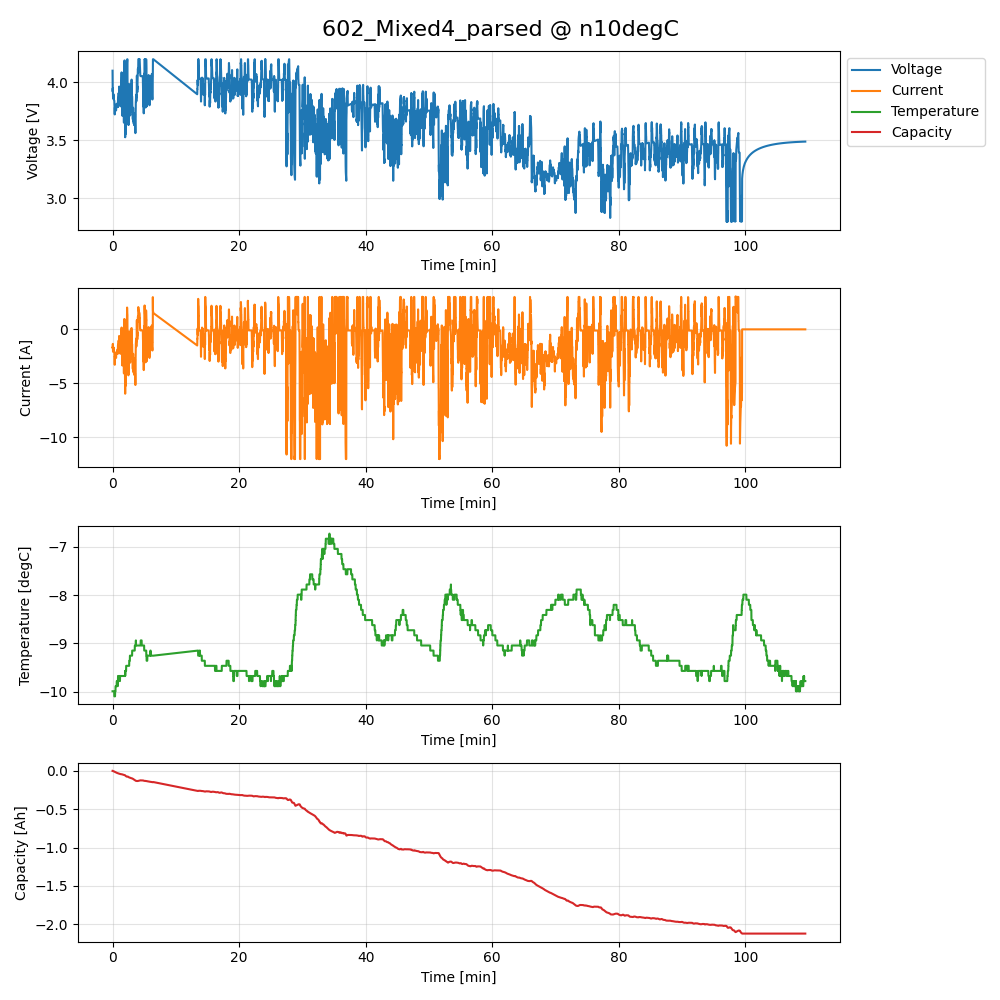 602_Mixed4_parsed @ n10degC
Voltage [V]
4.0
3.5
3.0
0 20 40 60 80 100
Time [min]
Voltage
Current
Temperature
Capacity
Current [A]
0
−5
−10
0 20 40 60 80 100
Time [min]
Temperature [degC]
−7
−8
−9
−10
0 20 40 60 80 100
Time [min]
Capacity [Ah]
0.0
−0.5
−1.0
−1.5
−2.0
0 20 40 60 80 100
Time [min]